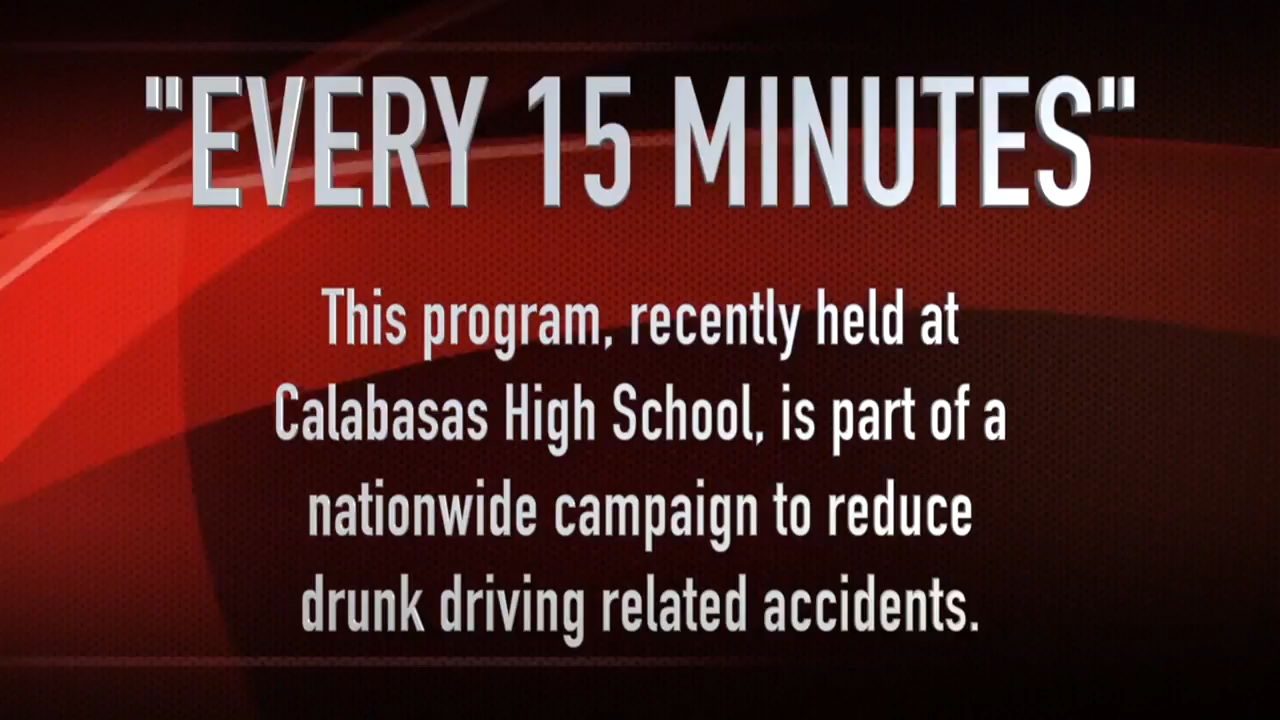 "EVERY 15 MINUTES"
This program, recently held at
Calabasas High School, is part of a
nationwide campaign to reduce
drunk driving related accidents.